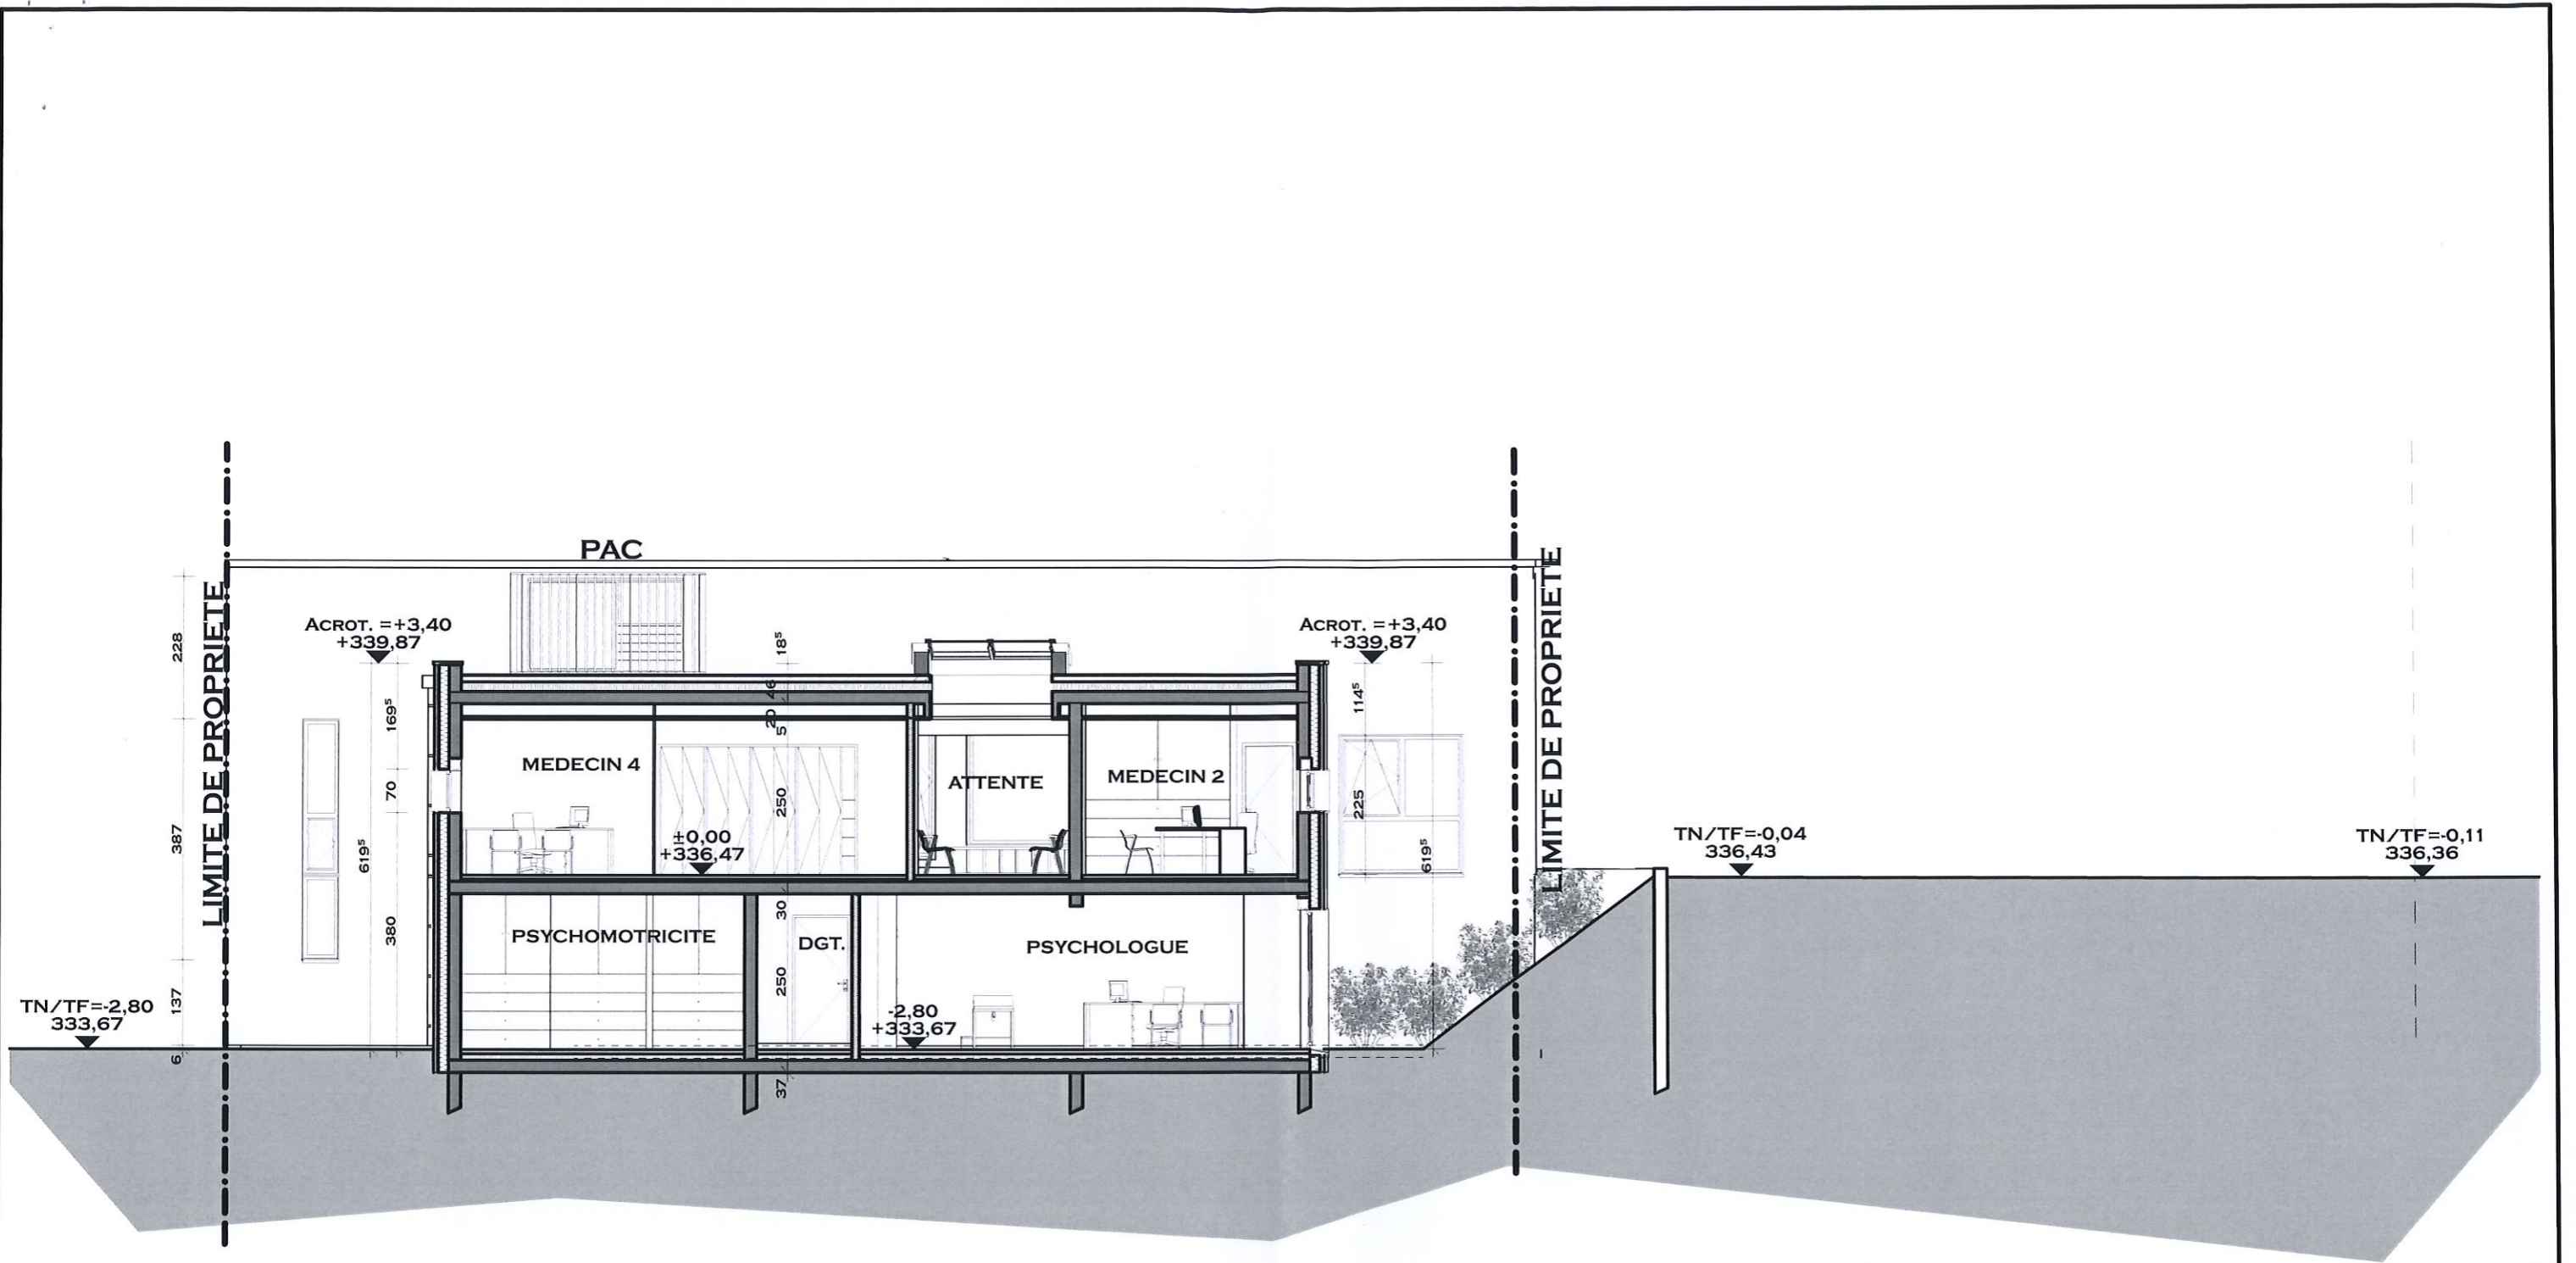 PAC
LIMITE DE PROPRIETE
LIMITE DE PROPRIETE
ACROT. =+3,40
+339,87
ACROT. =+3,40
+339,87
228
387
137
6
169⁵
70
380
619⁵
18⁵
46
20
5
250
30
250
37
114⁵
225
619⁵
MEDECIN 4
ATTENTE
MEDECIN 2
±0,00
+336,47
PSYCHOMOTRICITE
DGT.
PSYCHOLOGUE
-2,80
+333,67
TN/TF=-2,80
333,67
TN/TF=-0,04
336,43
TN/TF=-0,11
336,36